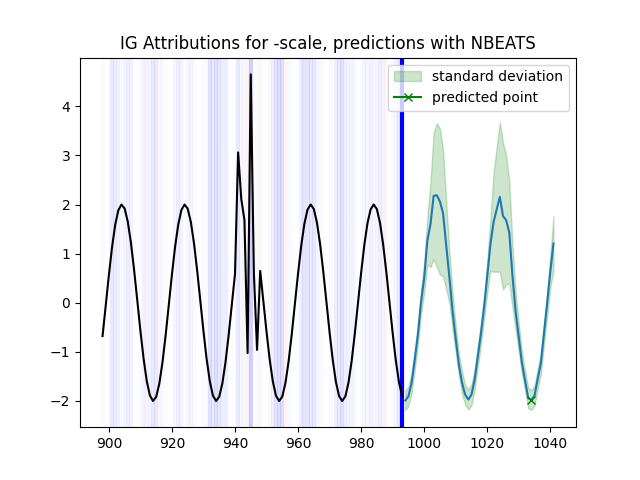 IG Attributions for -scale, predictions with NBEATS
standard deviation
predicted point
4
3
2
1
0
−1
−2
900 920 940 960 980 1000 1020 1040